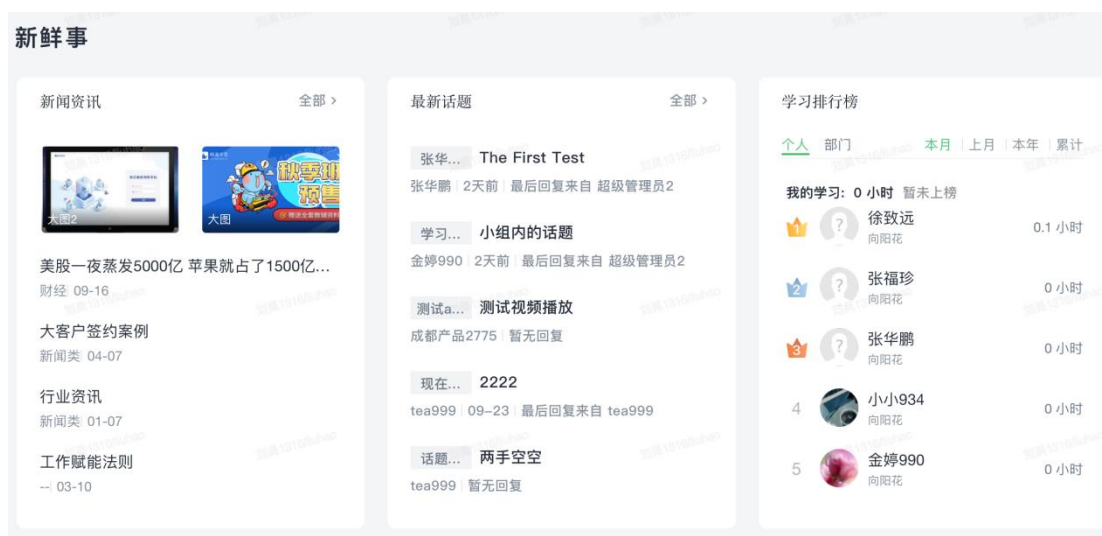 新鲜事
新闻资讯 全部 >
大图2
秋季班
预售
大图
美股一夜蒸发5000亿 苹果就占了1500亿...
财经 09-16
大客户签约案例
新闻类 04-07
行业资讯
新闻类 01-07
工作赋能法则
-- 03-10
最新话题 全部 >
张华... The First Test
张华鹏 2天前 最后回复来自 超级管理员2
学习... 小组内的话题
金婷990 2天前 最后回复来自 超级管理员2
测试a... 测试视频播放
成都产品2775 暂无回复
现在... 2222
tea999 09-23 最后回复来自 tea999
话题... 两手空空
tea999 暂无回复
学习排行榜
个人 部门 本月 上月 本年 累计
我的学习: 0 小时 暂未上榜
1 徐致远 0.1 小时
向阳花
2 张福珍 0 小时
向阳花
3 张华鹏 0 小时
向阳花
4 小小934 0 小时
向阳花
5 金婷990 0 小时
向阳花